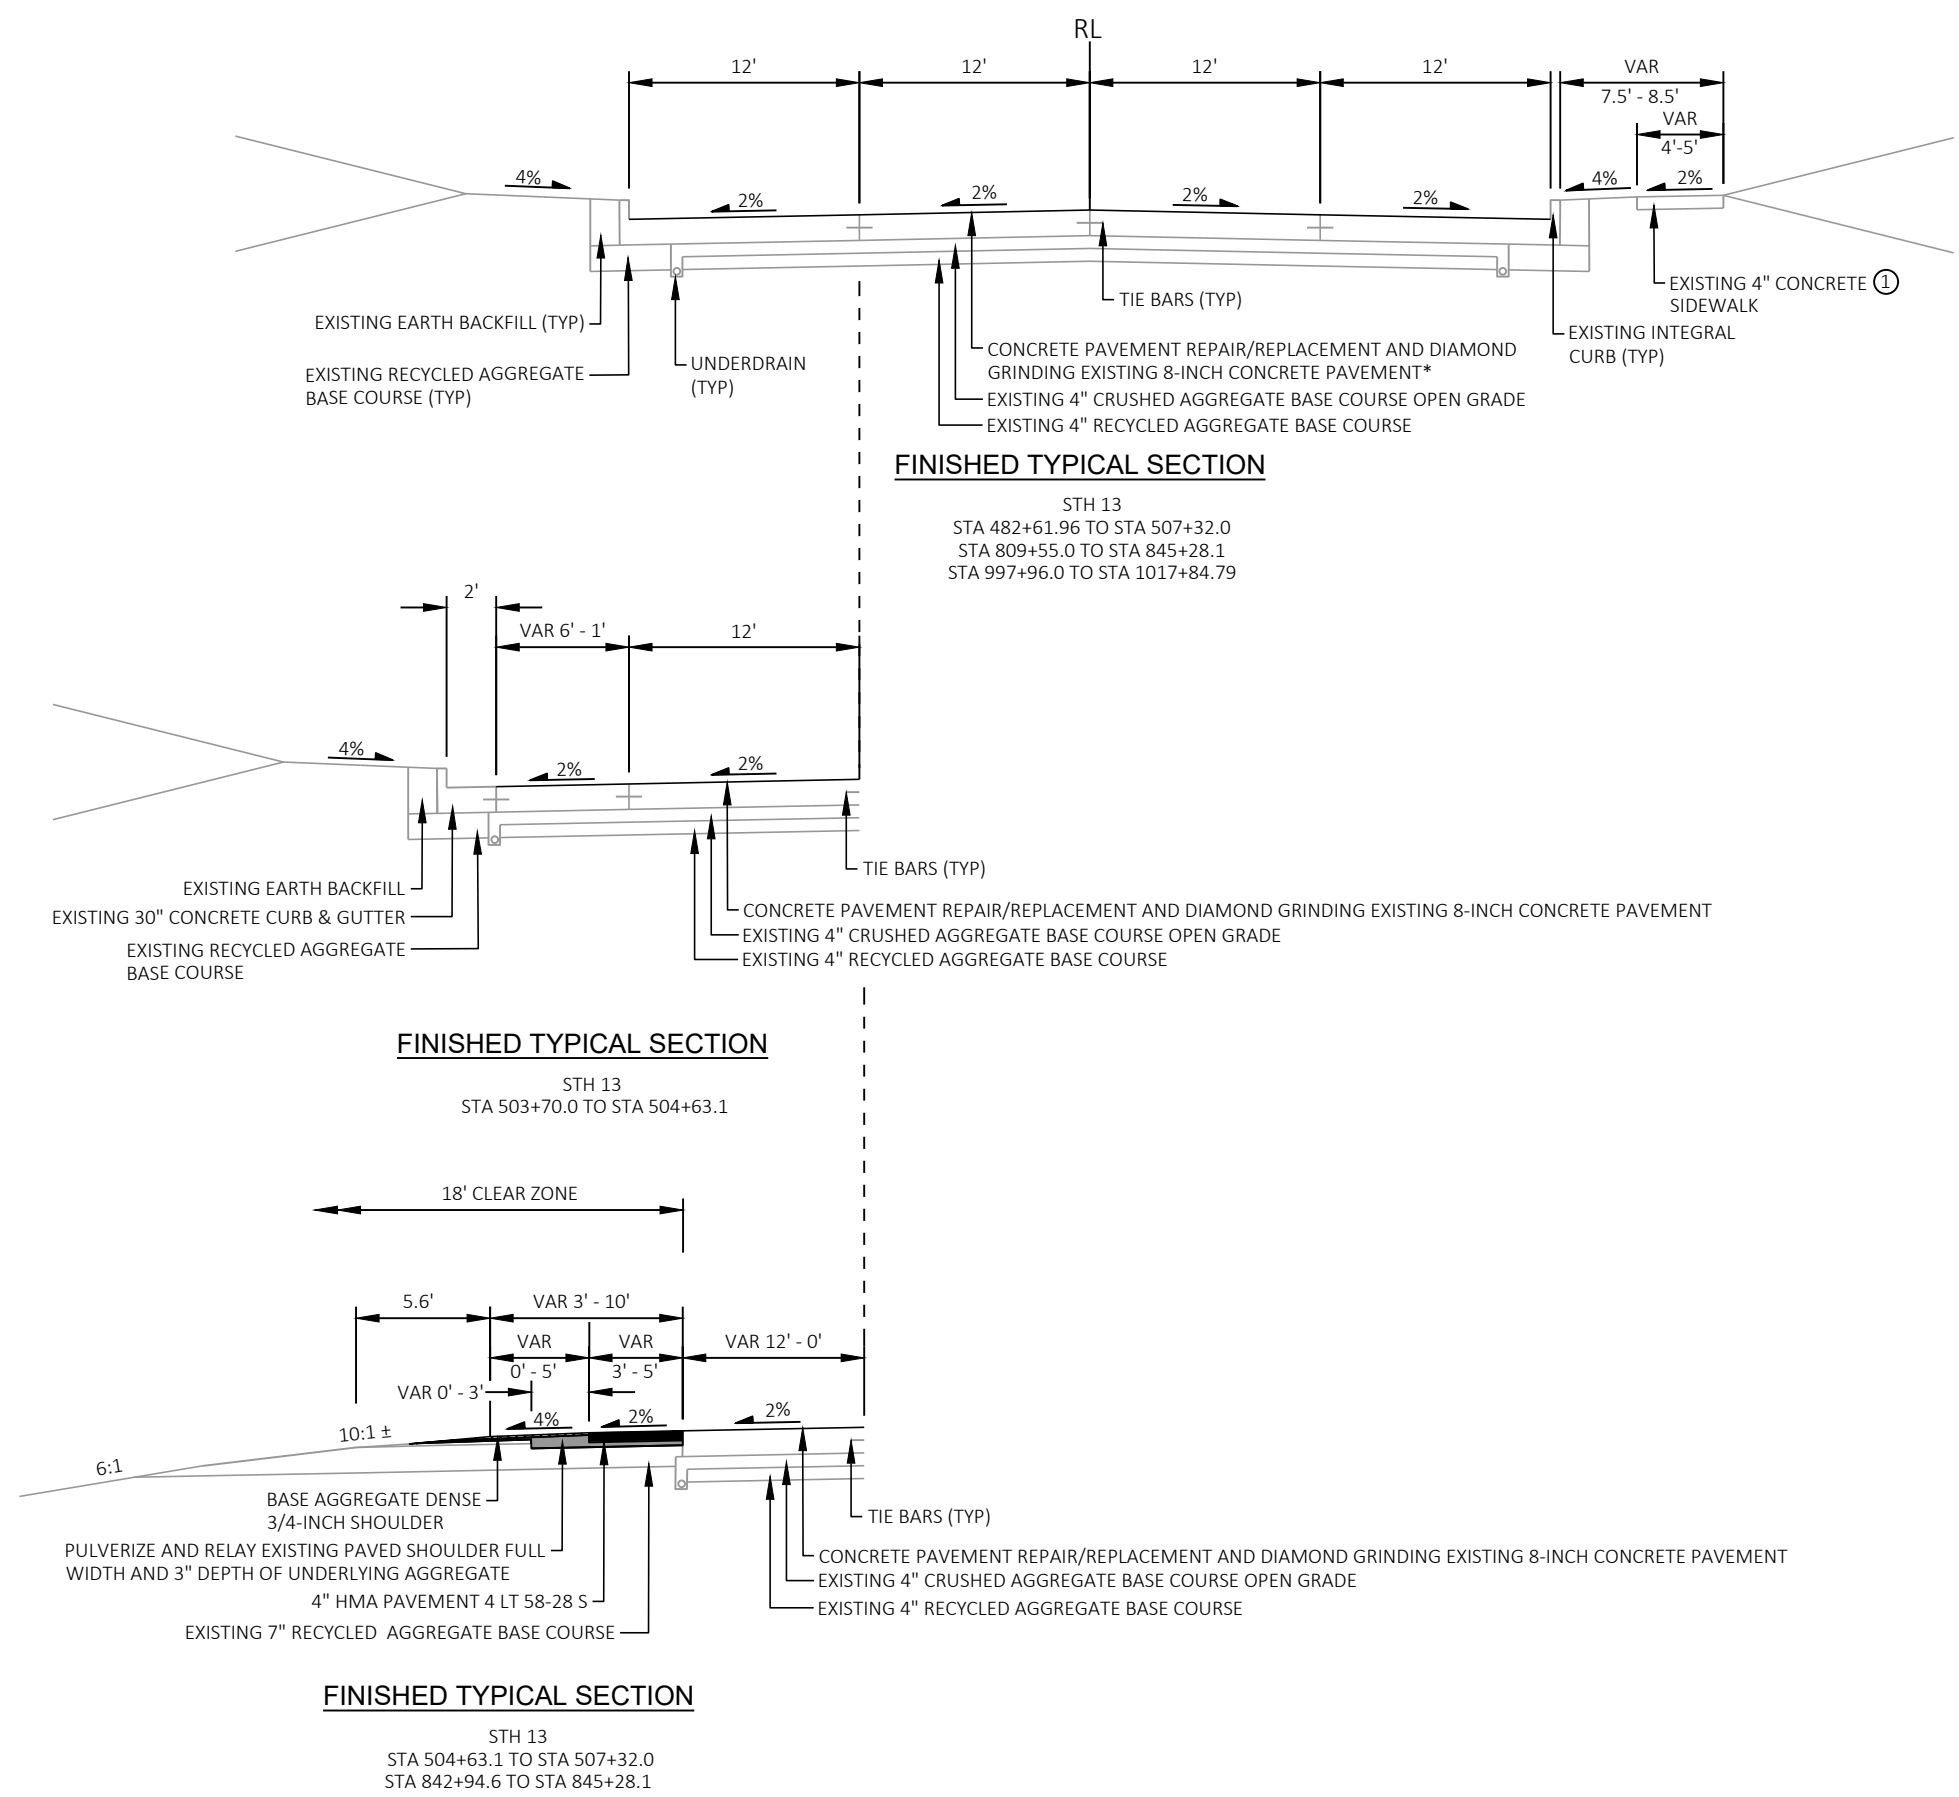 RL
12'
12'
12'
12'
VAR
7.5' - 8.5'
VAR
4'-5'
4%
2%
2%
2%
2%
4%
2%
EXISTING EARTH BACKFILL (TYP)
EXISTING RECYCLED AGGREGATE
BASE COURSE (TYP)
UNDERDRAIN
(TYP)
TIE BARS (TYP)
CONCRETE PAVEMENT REPAIR/REPLACEMENT AND DIAMOND
GRINDING EXISTING 8-INCH CONCRETE PAVEMENT*
EXISTING 4" CRUSHED AGGREGATE BASE COURSE OPEN GRADE
EXISTING 4" RECYCLED AGGREGATE BASE COURSE
EXISTING 4" CONCRETE 1
SIDEWALK
EXISTING INTEGRAL
CURB (TYP)
FINISHED TYPICAL SECTION
STH 13
STA 482+61.96 TO STA 507+32.0
STA 809+55.0 TO STA 845+28.1
STA 997+96.0 TO STA 1017+84.79
2'
VAR 6' - 1'
12'
4%
2%
2%
EXISTING EARTH BACKFILL
EXISTING 30" CONCRETE CURB & GUTTER
EXISTING RECYCLED AGGREGATE
BASE COURSE
TIE BARS (TYP)
CONCRETE PAVEMENT REPAIR/REPLACEMENT AND DIAMOND GRINDING EXISTING 8-INCH CONCRETE PAVEMENT
EXISTING 4" CRUSHED AGGREGATE BASE COURSE OPEN GRADE
EXISTING 4" RECYCLED AGGREGATE BASE COURSE
FINISHED TYPICAL SECTION
STH 13
STA 503+70.0 TO STA 504+63.1
18' CLEAR ZONE
5.6'
VAR 3' - 10'
VAR
0' - 5'
VAR
3' - 5'
VAR 12' - 0'
VAR 0' - 3'
4%
2%
2%
10:1 ±
6:1
BASE AGGREGATE DENSE
3/4-INCH SHOULDER
PULVERIZE AND RELAY EXISTING PAVED SHOULDER FULL
WIDTH AND 3" DEPTH OF UNDERLYING AGGREGATE
4" HMA PAVEMENT 4 LT 58-28 S
EXISTING 7" RECYCLED AGGREGATE BASE COURSE
TIE BARS (TYP)
CONCRETE PAVEMENT REPAIR/REPLACEMENT AND DIAMOND GRINDING EXISTING 8-INCH CONCRETE PAVEMENT
EXISTING 4" CRUSHED AGGREGATE BASE COURSE OPEN GRADE
EXISTING 4" RECYCLED AGGREGATE BASE COURSE
FINISHED TYPICAL SECTION
STH 13
STA 504+63.1 TO STA 507+32.0
STA 842+94.6 TO STA 845+28.1